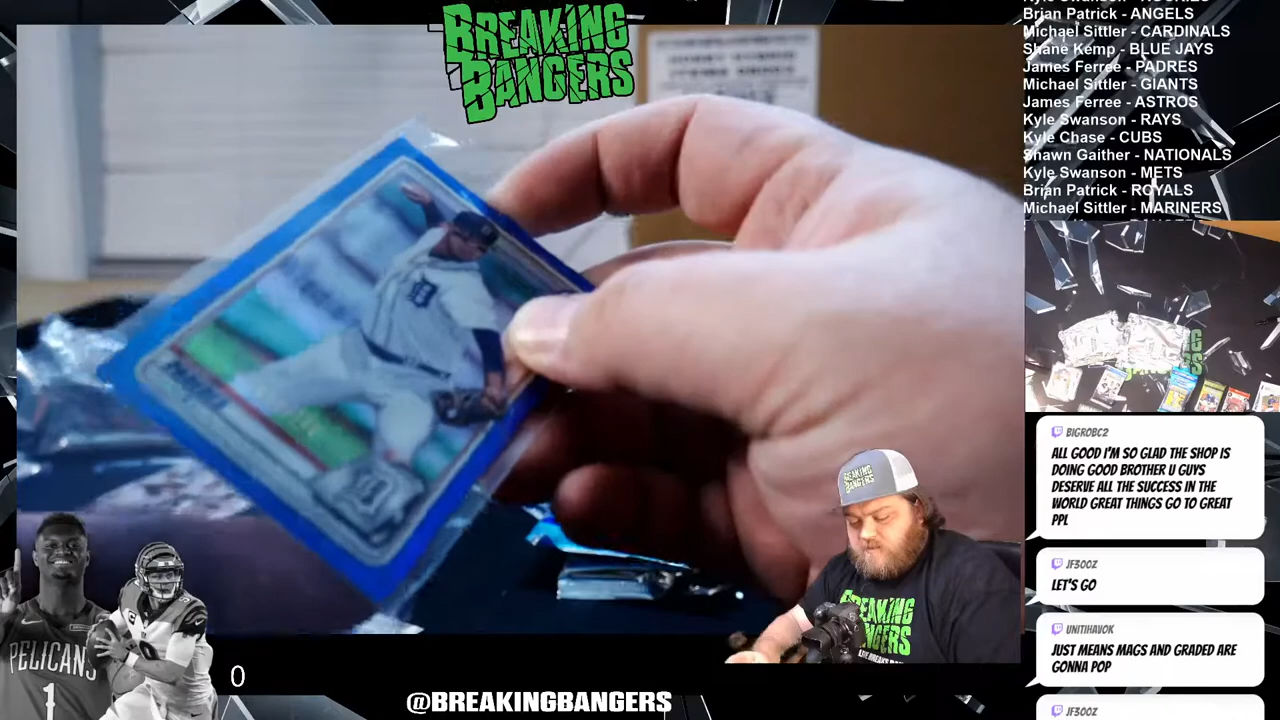 BREAKING
BANGERS
Brian Patrick - ANGELS
Michael Sittler - CARDINALS
Shane Kemp - BLUE JAYS
James Ferree - PADRES
Michael Sittler - GIANTS
James Ferree - ASTROS
Kyle Swanson - RAYS
Kyle Chase - CUBS
Shawn Gaither - NATIONALS
Kyle Swanson - METS
Brian Patrick - ROYALS
Michael Sittler - MARINERS
BIGROBC2
ALL GOOD I'M SO GLAD THE SHOP IS
DOING GOOD BROTHER U GUYS
DESERVE ALL THE SUCCESS IN THE
WORLD GREAT THINGS GO TO GREAT
PPL
JF300Z
LET'S GO
UNITIHAVOK
JUST MEANS MAGS AND GRADED ARE
GONNA POP
JF300Z
BREAKING
BANGERS
BREAKING
BANGERS
PELICANS
1
0
@BREAKINGBANGERS